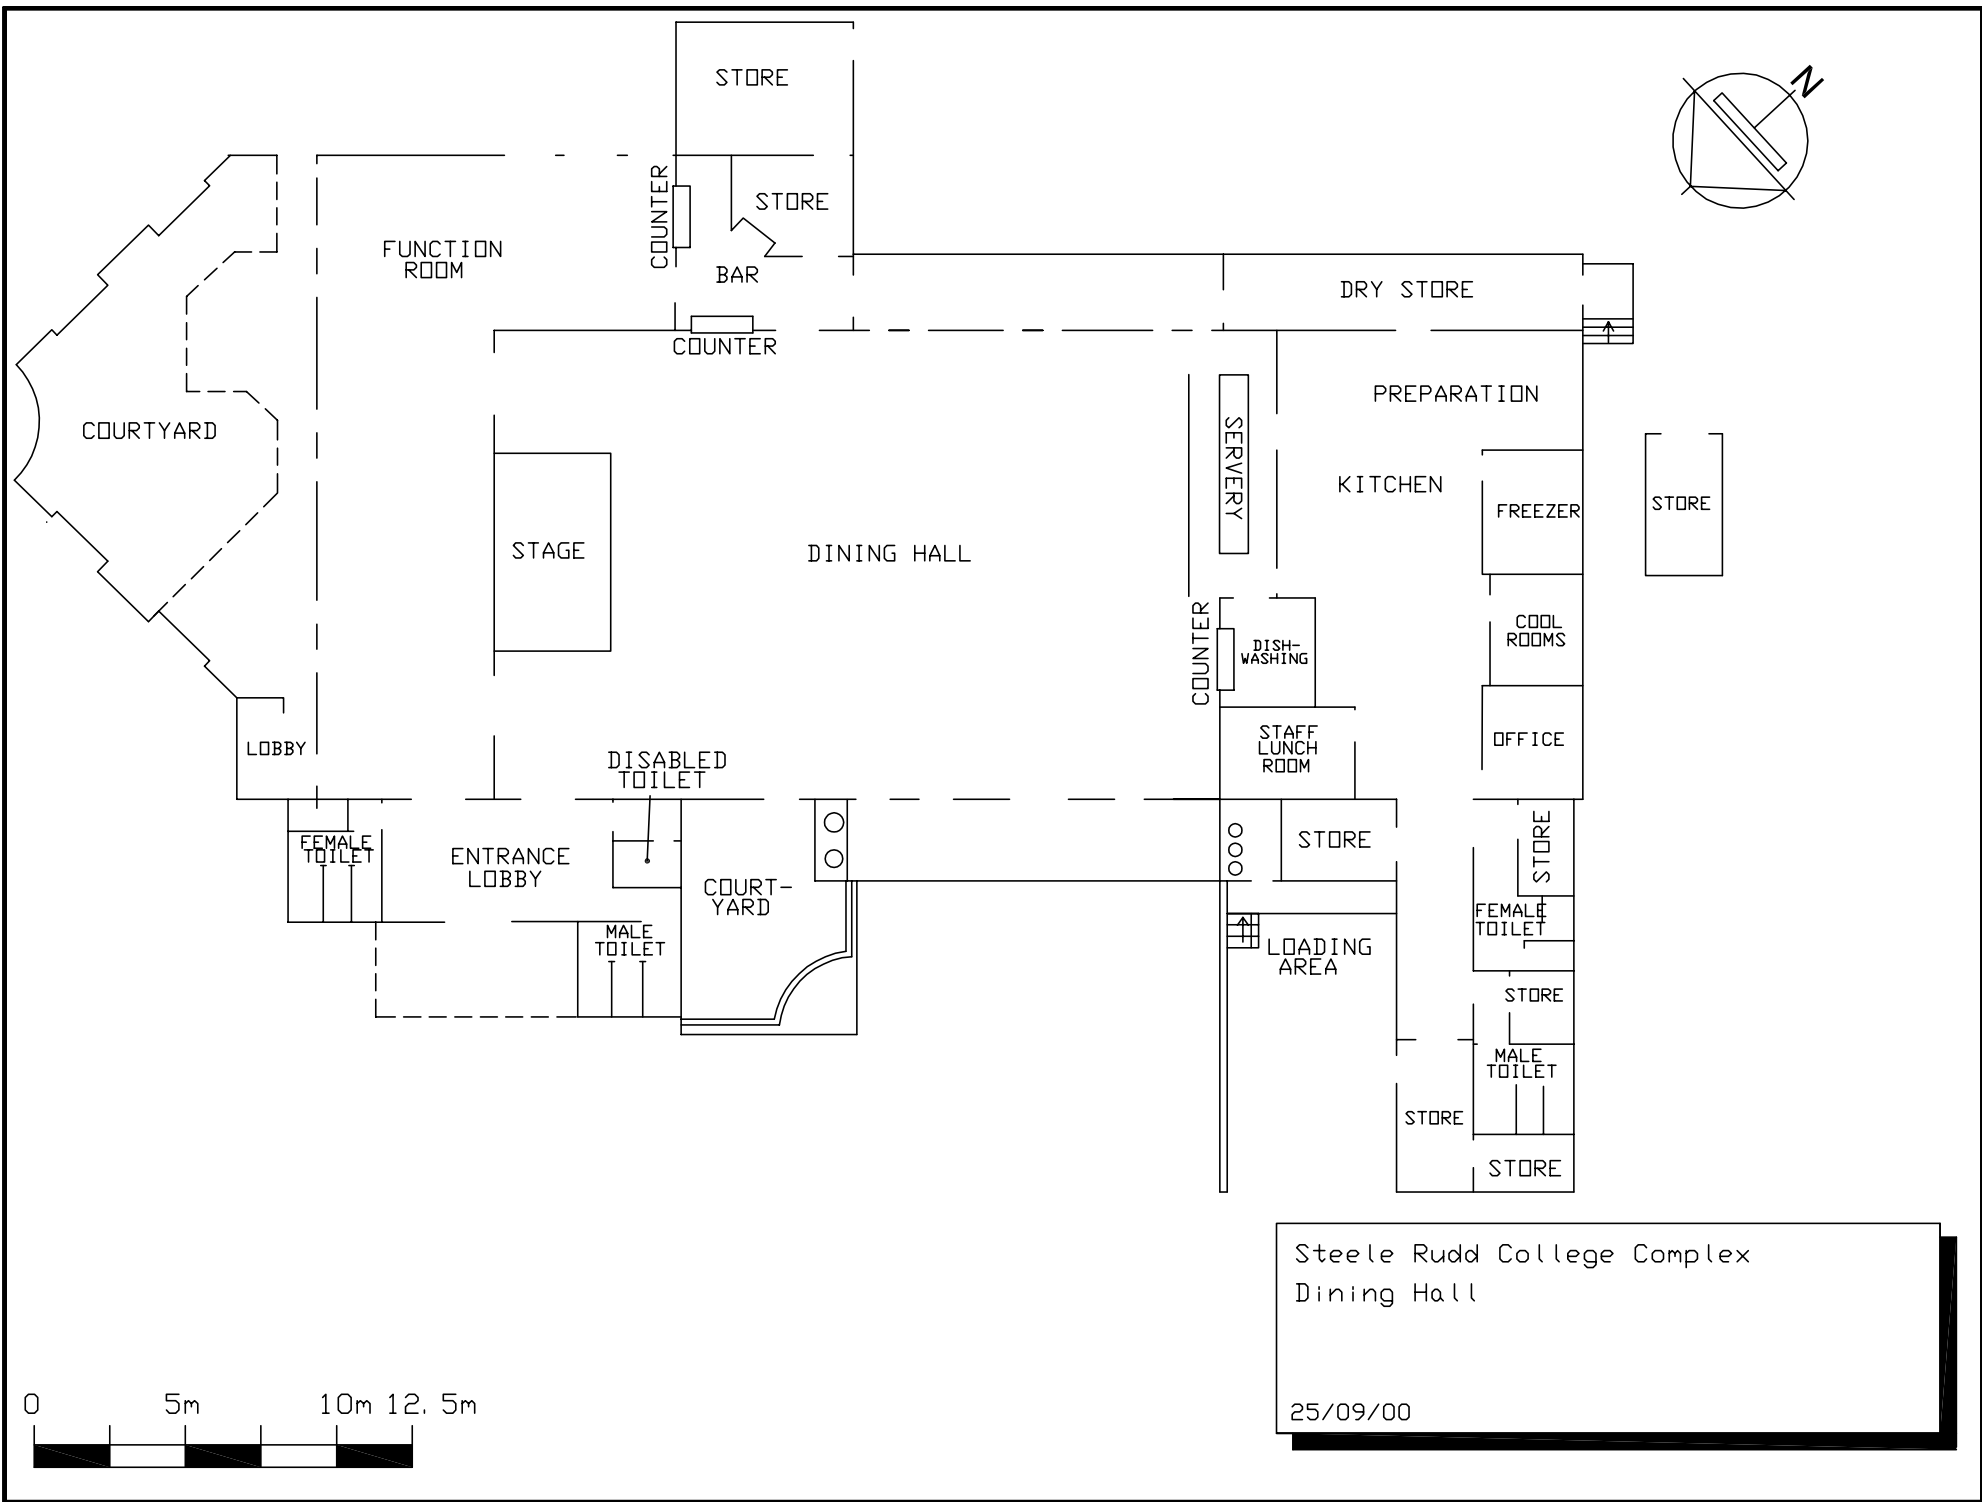 STORE
N
COUNTER
STORE
FUNCTION
ROOM
BAR
DRY STORE
COUNTER
PREPARATION
COURTYARD
SERVERY
KITCHEN
STORE
FREEZER
STAGE
DINING HALL
COUNTER
COOL
ROOMS
DISH-
WASHING
LOBBY
DISABLED
TOILET
STAFF
LUNCH
ROOM
OFFICE
FEMALE
TOILET
ENTRANCE
LOBBY
COURT-
YARD
STORE
STORE
MALE
TOILET
LOADING
AREA
FEMALE
TOILET
STORE
MALE
TOILET
STORE
STORE
Steele Rudd College Complex
Dining Hall
25/09/00
0 5m 10m 12.5m